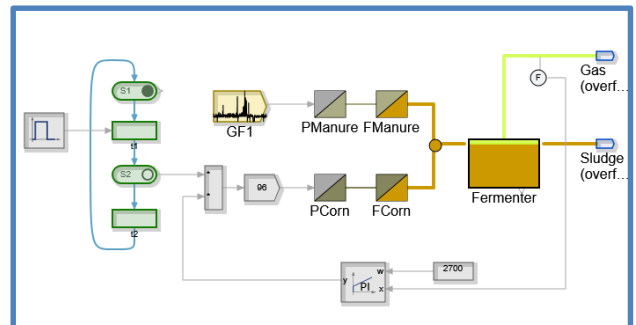 S1
t1
S2
t2
+
+
GF1
96
PManure
FManure
PCorn
FCorn
Fermenter
F
Gas
(overf...
Sludge
(overf...
y
PI
w
x
2700